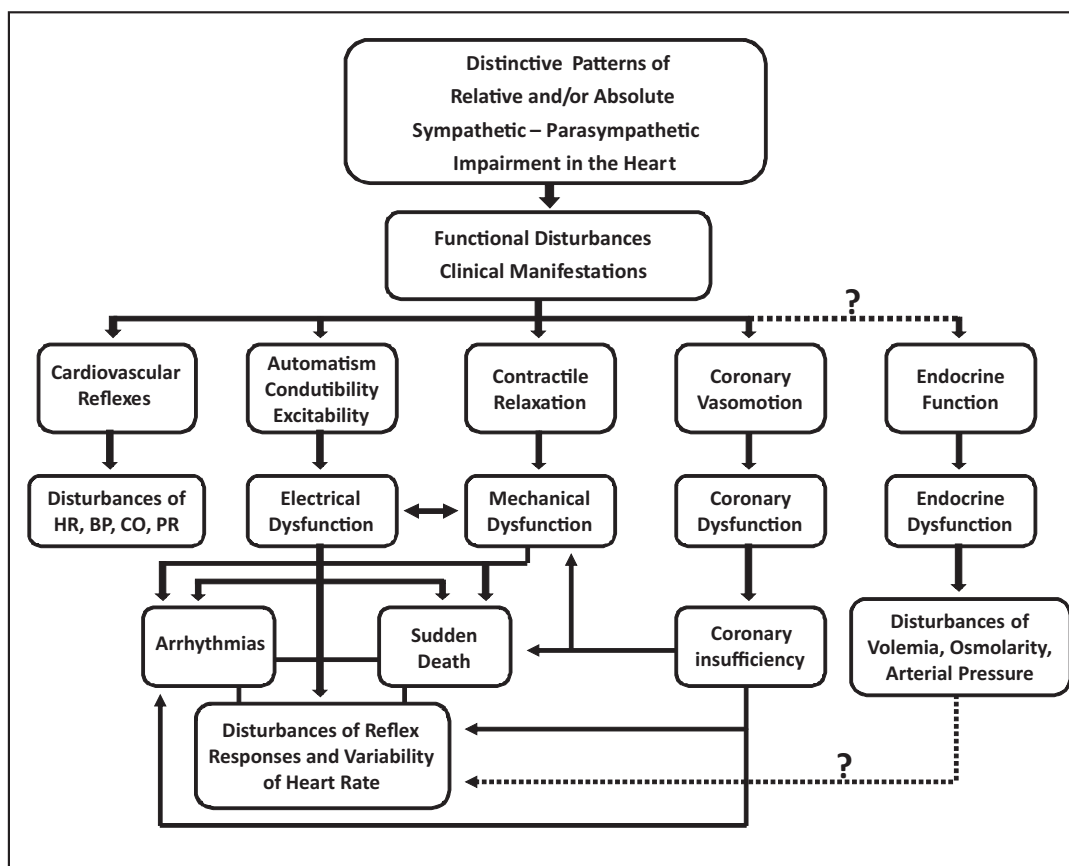 Distinctive Patterns of
Relative and/or Absolute
Sympathetic – Parasympathetic
Impairment in the Heart
Functional Disturbances
Clinical Manifestations
?
Cardiovascular
Reflexes
Automatism
Condutibility
Excitability
Contractile
Relaxation
Coronary
Vasomotion
Endocrine
Function
Disturbances of
HR, BP, CO, PR
Electrical
Dysfunction
Mechanical
Dysfunction
Coronary
Dysfunction
Endocrine
Dysfunction
Arrhythmias
Sudden
Death
Coronary
insufficiency
Disturbances of
Volemia, Osmolarity,
Arterial Pressure
Disturbances of Reflex
Responses and Variability
of Heart Rate
?